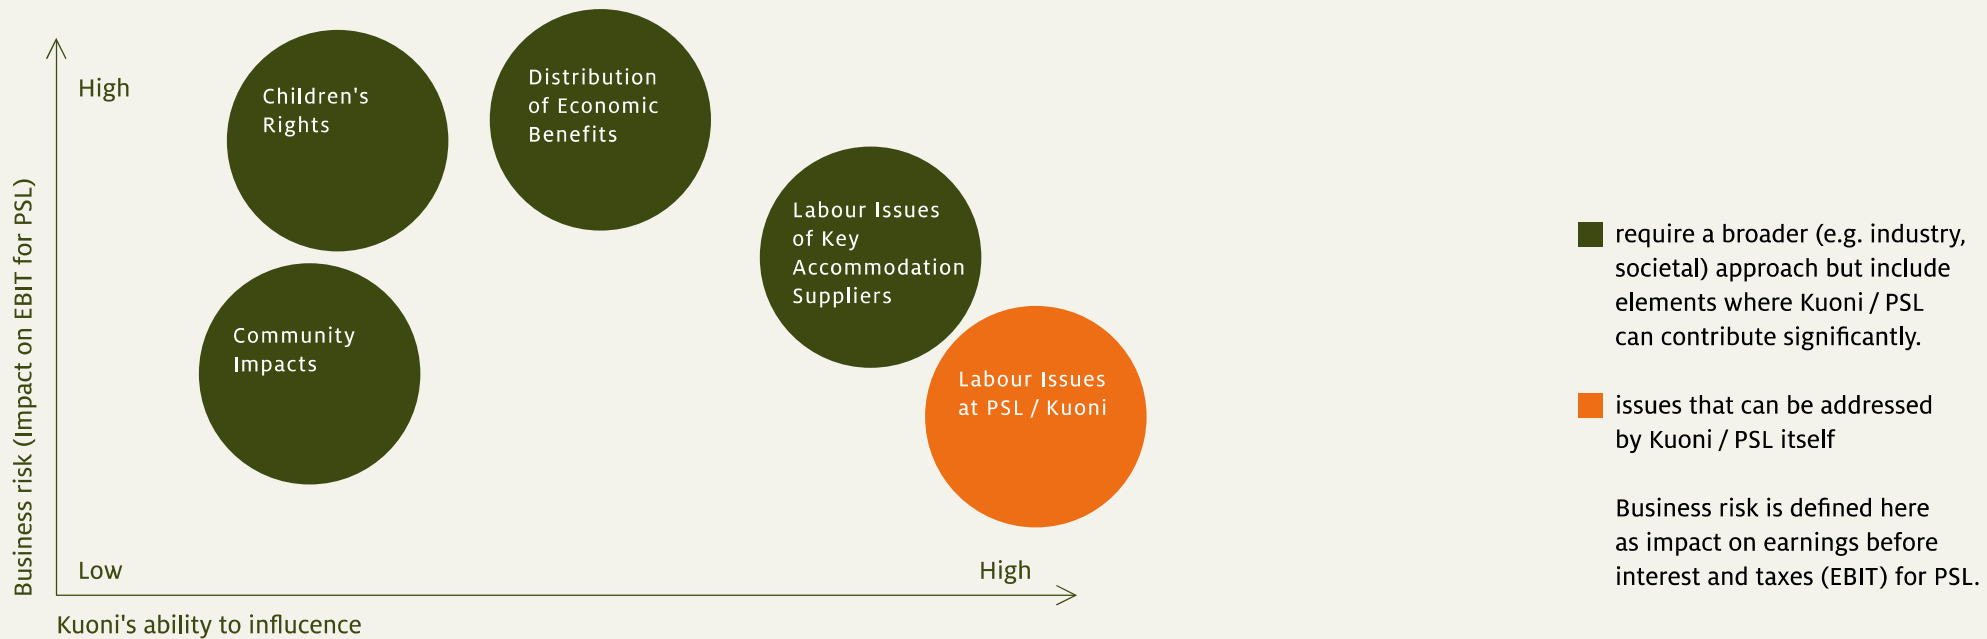 High
Children's
Rights
Distribution
of Economic
Benefits
Labour Issues
of Key
Accommodation
Suppliers
Community
Impacts
Labour Issues
at PSL / Kuoni
Business risk (Impact on EBIT for PSL)
Low
High
Kuoni's ability to influcence
require a broader (e.g. industry,
societal) approach but include
elements where Kuoni / PSL
can contribute significantly.
issues that can be addressed
by Kuoni / PSL itself
Business risk is defined here
as impact on earnings before
interest and taxes (EBIT) for PSL.